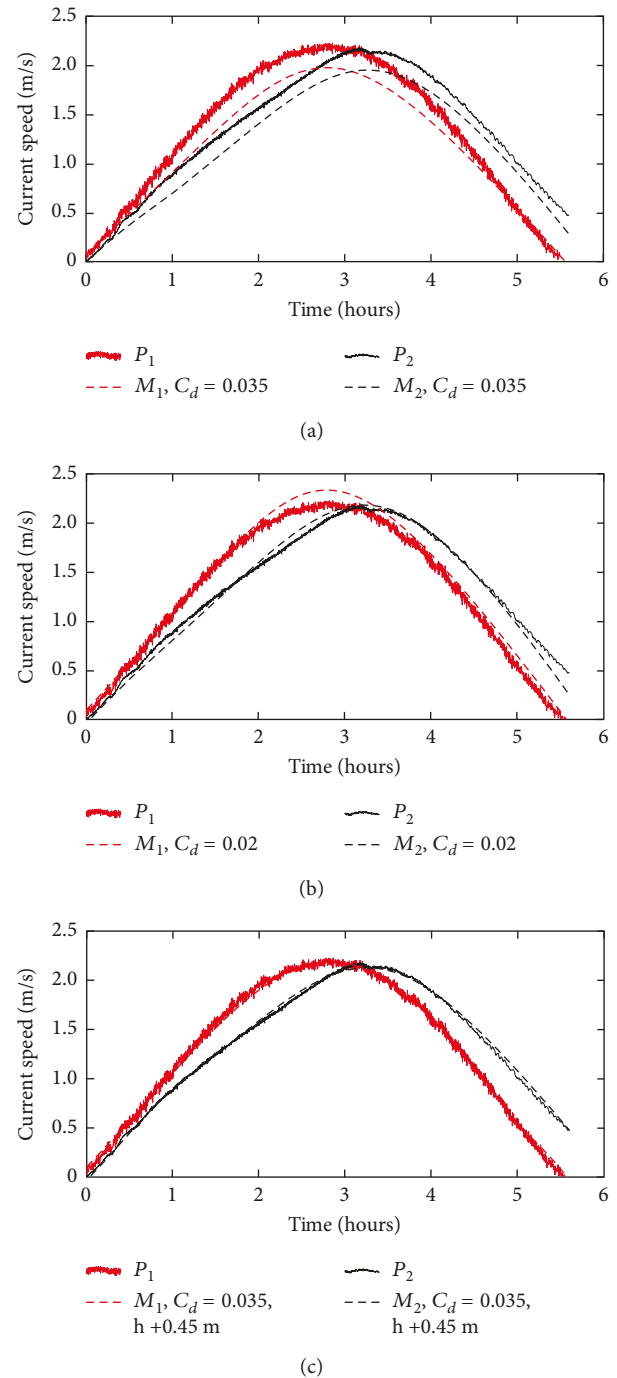 2.5
2.0
1.5
1.0
0.5
0
Current speed (m/s)
0 1 2 3 4 5 6
Time (hours)
P1 P2
M1, Cd = 0.035 M2, Cd = 0.035
(a)
2.5
2.0
1.5
1.0
0.5
0
Current speed (m/s)
0 1 2 3 4 5 6
Time (hours)
P1 P2
M1, Cd = 0.02 M2, Cd = 0.02
(b)
2.5
2.0
1.5
1.0
0.5
0
Current speed (m/s)
0 1 2 3 4 5 6
Time (hours)
P1 P2
M1, Cd = 0.035, M2, Cd = 0.035,
h +0.45 m h +0.45 m
(c)